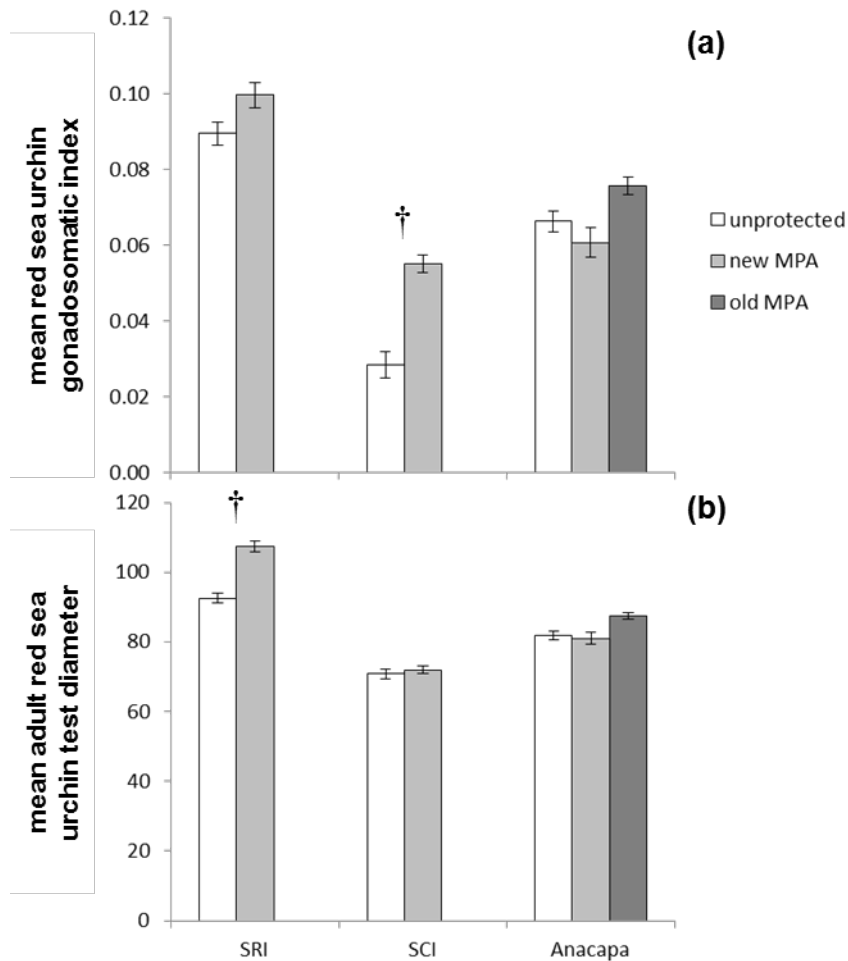 (a)
mean red sea urchin
gonadosomatic index
0.12
0.10
0.08
0.06
0.04
0.02
0.00
†
unprotected
new MPA
old MPA
(b)
mean adult red sea
urchin test diameter
120
100
80
60
40
20
0
†
SRI
SCI
Anacapa